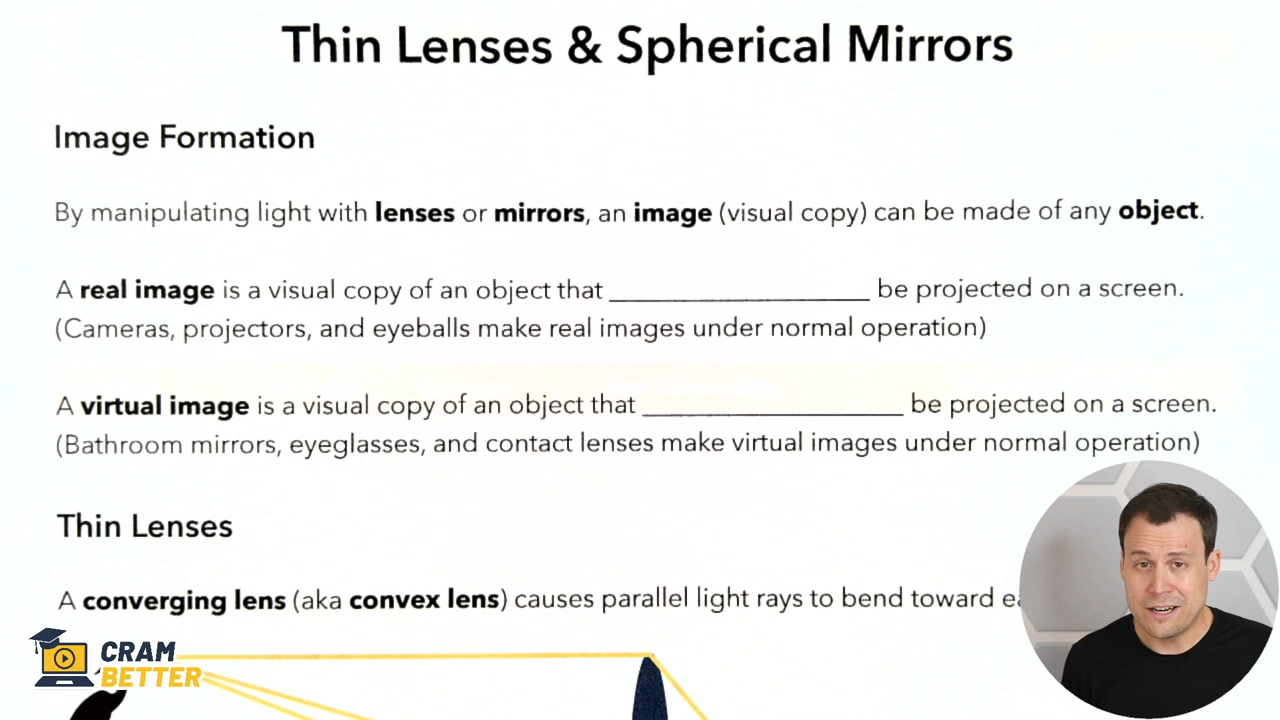 Thin Lenses & Spherical Mirrors
Image Formation
By manipulating light with lenses or mirrors, an image (visual copy) can be made of any object.
A real image is a visual copy of an object that ____________________ be projected on a screen.
(Cameras, projectors, and eyeballs make real images under normal operation)
A virtual image is a visual copy of an object that ____________________ be projected on a screen.
(Bathroom mirrors, eyeglasses, and contact lenses make virtual images under normal operation)
Thin Lenses
A converging lens (aka convex lens) causes parallel light rays to bend toward
CRAM
BETTER